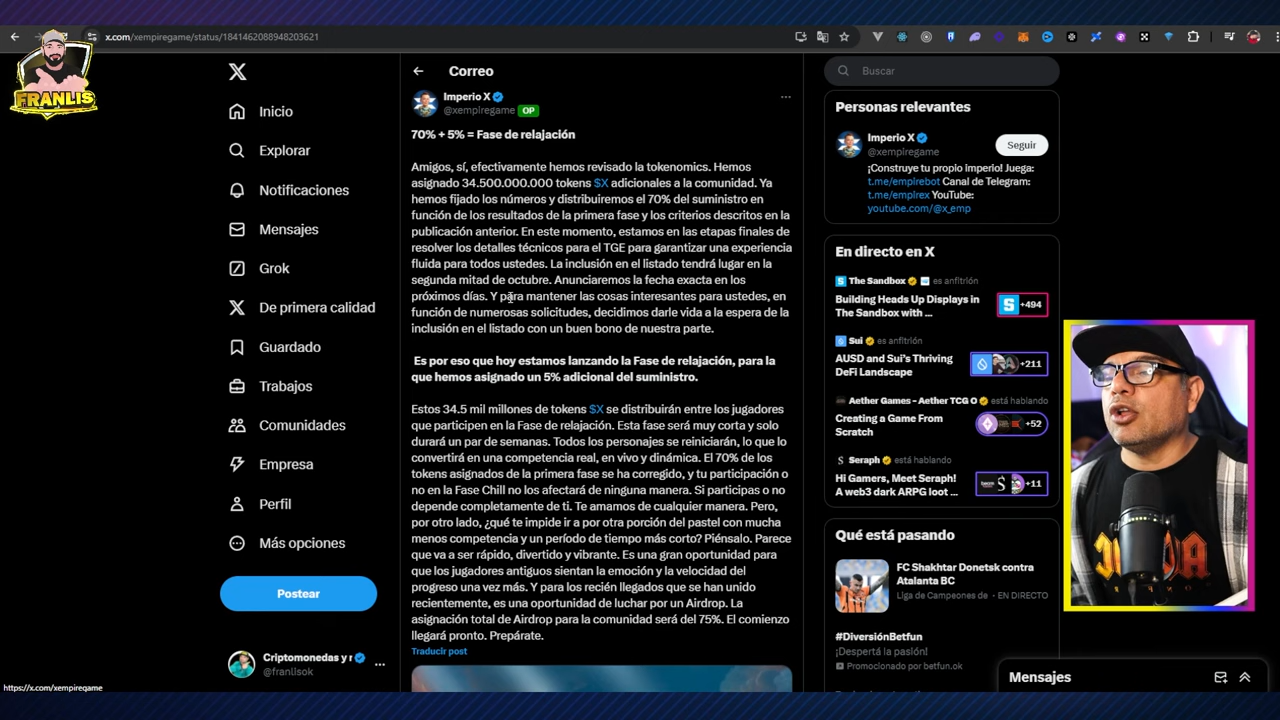 x.com/xempiregame/status/1841462088948203621
FRANLIS
Inicio
Explorar
Notificaciones
Mensajes
Grok
De primera calidad
Guardado
Trabajos
Comunidades
Empresa
Perfil
Más opciones
Postear
Criptomonedas y r
@franlisok
https://x.com/xempiregame
Correo
Imperio X
@xempiregame OP
70% + 5% = Fase de relajación
Amigos, sí, efectivamente hemos revisado la tokenomics. Hemos
asignado 34.500.000.000 tokens $X adicionales a la comunidad. Ya
hemos fijado los números y distribuiremos el 70% del suministro en
función de los resultados de la primera fase y los criterios descritos en la
publicación anterior. En este momento, estamos en las etapas finales de
resolver los detalles técnicos para el TGE para garantizar una experiencia
fluida para todos ustedes. La inclusión en el listado tendrá lugar en la
segunda mitad de octubre. Anunciaremos la fecha exacta en los
próximos días. Y para mantener las cosas interesantes para ustedes, en
función de numerosas solicitudes, decidimos darle vida a la espera de la
inclusión en el listado con un buen bono de nuestra parte.
Es por eso que hoy estamos lanzando la Fase de relajación, para la
que hemos asignado un 5% adicional del suministro.
Estos 34.5 mil millones de tokens $X se distribuirán entre los jugadores
que participen en la Fase de relajación. Esta fase será muy corta y solo
durará un par de semanas. Todos los personajes se reiniciarán, lo que lo
convertirá en una competencia real, en vivo y dinámica. El 70% de los
tokens asignados de la primera fase se ha corregido, y tu participación o
no en la Fase Chill no los afectará de ninguna manera. Si participas o no
depende completamente de ti. Te amamos de cualquier manera. Pero,
por otro lado, ¿qué te impide ir a por otra porción del pastel con mucha
menos competencia y un período de tiempo más corto? Piénsalo. Parece
que va a ser rápido, divertido y vibrante. Es una gran oportunidad para
que los jugadores antiguos sientan la emoción y la velocidad del
progreso una vez más. Y para los recién llegados que se han unido
recientemente, es una oportunidad de luchar por un Airdrop. La
asignación total de Airdrop para la comunidad será del 75%. El comienzo
llegará pronto. Prepárate.
Traducir post
Buscar
Personas relevantes
Imperio X
@xempiregame
Seguir
¡Construye tu propio imperio! Juega:
t.me/empirebot Canal de Telegram:
t.me/empirex YouTube:
youtube.com/@x_emp
En directo en X
The Sandbox es anfitrión
Building Heads Up Displays in
The Sandbox with ...
+494
Sui es anfitrión
AUSD and Sui's Thriving
DeFi Landscape
+211
Aether Games – Aether TCG O está hablando
Creating a Game From
Scratch
+52
Seraph está hablando
Hi Gamers, Meet Seraph!
A web3 dark ARPG loot ...
+11
Qué está pasando
FC Shakhtar Donetsk contra
Atalanta BC
Liga de Campeones de EN DIRECTO
#DiversiónBetfun
¡Despertá la pasión!
Promocionado por betfun.ok
Mensajes